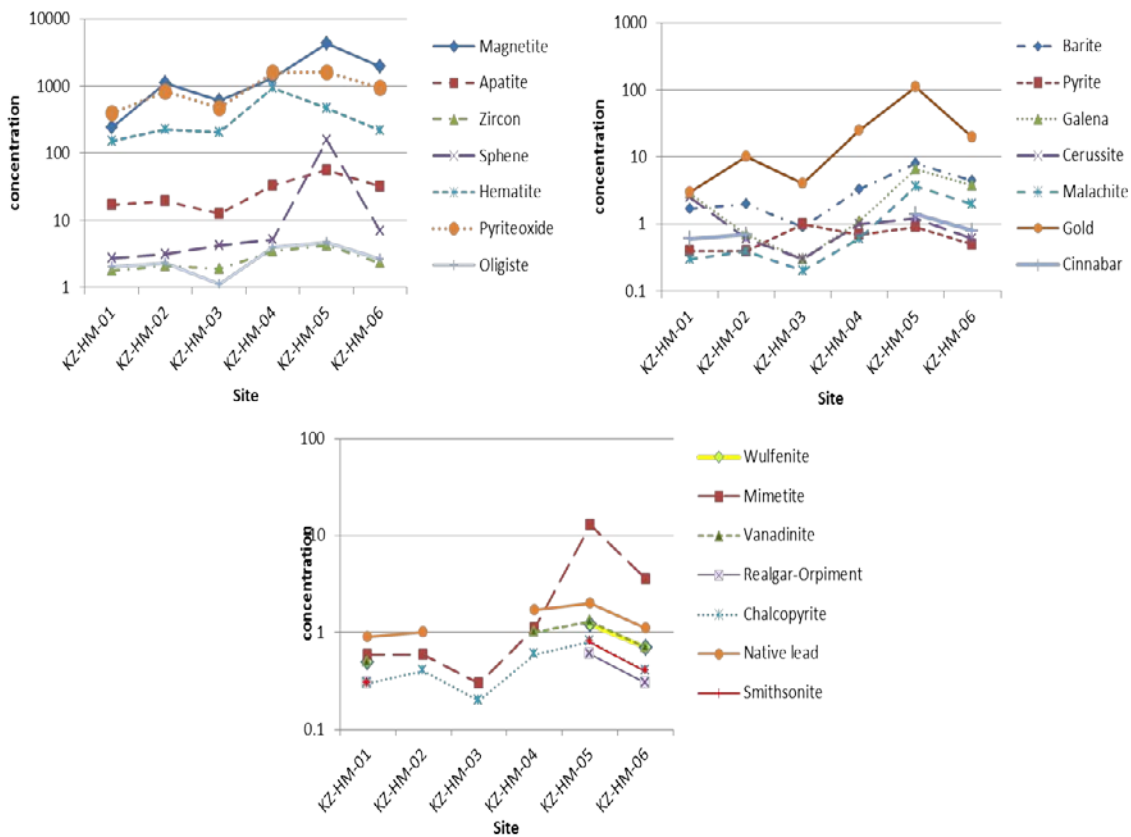 10000
1000
100
10
1
concentration
KZ-HM-01
KZ-HM-02
KZ-HM-03
KZ-HM-04
KZ-HM-05
KZ-HM-06
Site
Magnetite
Apatite
Zircon
Sphene
Hematite
Pyriteoxide
Oligiste
1000
100
10
1
0.1
concentration
KZ-HM-01
KZ-HM-02
KZ-HM-03
KZ-HM-04
KZ-HM-05
KZ-HM-06
Site
Barite
Pyrite
Galena
Cerussite
Malachite
Gold
Cinnabar
100
10
1
0.1
concentration
KZ-HM-01
KZ-HM-02
KZ-HM-03
KZ-HM-04
KZ-HM-05
KZ-HM-06
Site
Wulfenite
Mimetite
Vanadinite
Realgar-Orpiment
Chalcopyrite
Native lead
Smithsonite